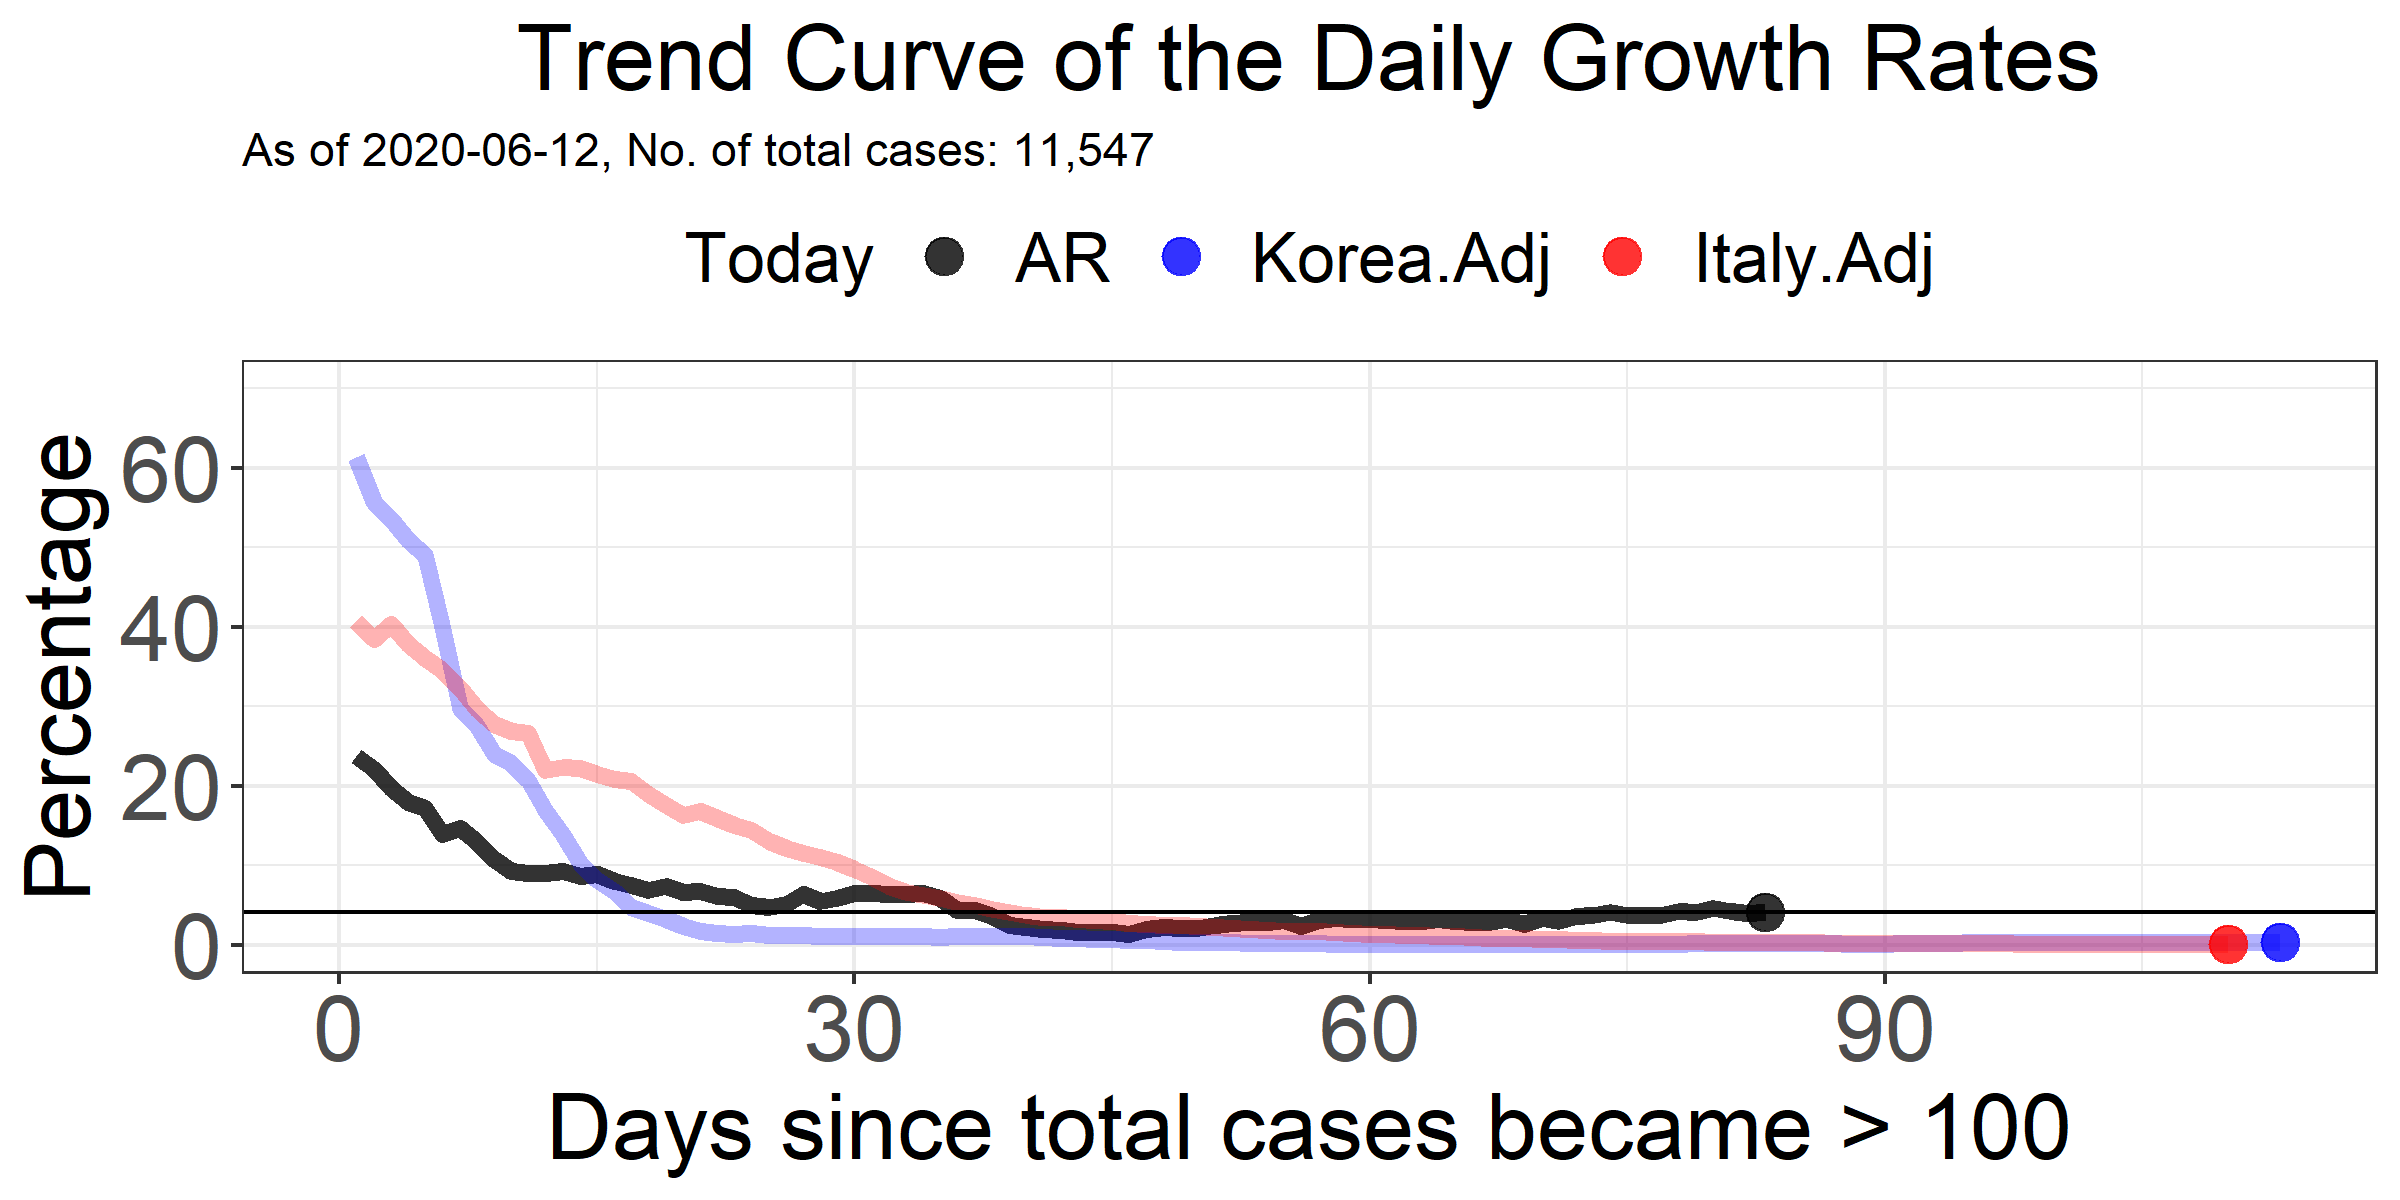 Trend Curve of the Daily Growth Rates
As of 2020-06-12, No. of total cases: 11,547
Today AR Korea.Adj Italy.Adj
Percentage
60
40
20
0
0 30 60 90
Days since total cases became > 100